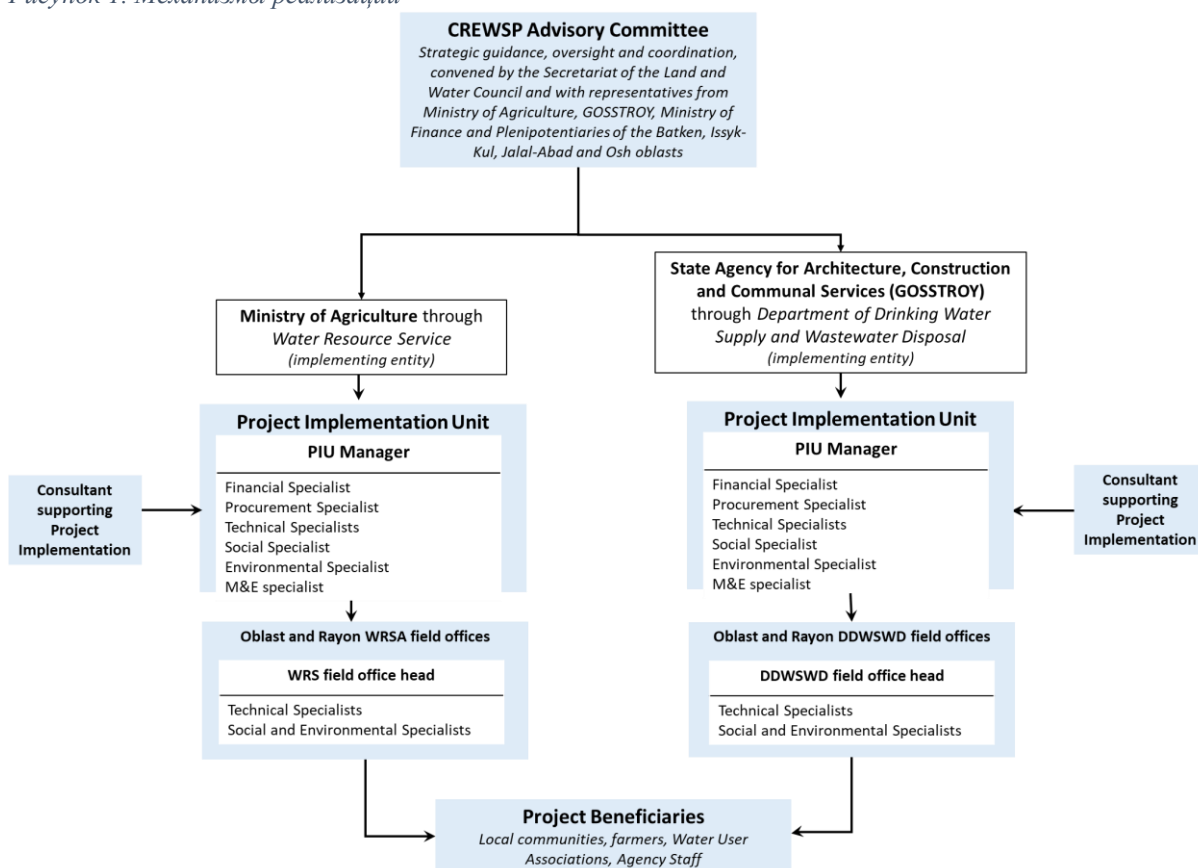 Рисунок 1. Механизмы реализации
CREWSP Advisory Committee
Strategic guidance, oversight and coordination,
convened by the Secretariat of the Land and
Water Council and with representatives from
Ministry of Agriculture, GOSSTROY, Ministry of
Finance and Plenipotentiaries of the Batken, Issyk-
Kul, Jalal-Abad and Osh oblasts
Ministry of Agriculture through
Water Resource Service
(implementing entity)
State Agency for Architecture, Construction
and Communal Services (GOSSTROY)
through Department of Drinking Water
Supply and Wastewater Disposal
(implementing entity)
Project Implementation Unit
PIU Manager
Financial Specialist
Procurement Specialist
Technical Specialists
Social Specialist
Environmental Specialist
M&E specialist
Project Implementation Unit
PIU Manager
Financial Specialist
Procurement Specialist
Technical Specialists
Social Specialist
Environmental Specialist
M&E specialist
Consultant
supporting
Project
Implementation
Consultant
supporting
Project
Implementation
Oblast and Rayon WRSA field offices
WRS field office head
Technical Specialists
Social and Environmental Specialists
Oblast and Rayon DDWSWD field offices
DDWSWD field office head
Technical Specialists
Social and Environmental Specialists
Project Beneficiaries
Local communities, farmers, Water User
Associations, Agency Staff